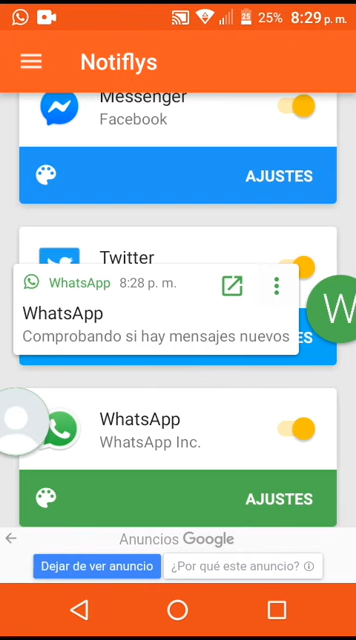 25% 8:29 p. m.
Notiflys
Messenger
Facebook
AJUSTES
Twitter
WhatsApp 8:28 p. m.
WhatsApp
Comprobando si hay mensajes nuevos
ES
W
WhatsApp
WhatsApp Inc.
AJUSTES
Anuncios Google
Dejar de ver anuncio
¿Por qué este anuncio?